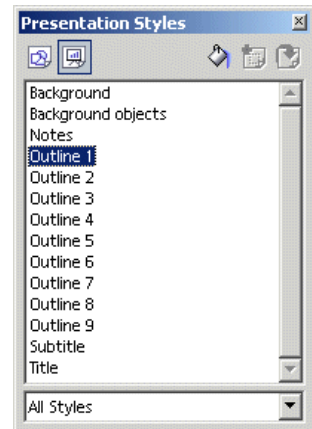 Presentation Styles
Background
Background objects
Notes
Outline 1
Outline 2
Outline 3
Outline 4
Outline 5
Outline 6
Outline 7
Outline 8
Outline 9
Subtitle
Title
All Styles